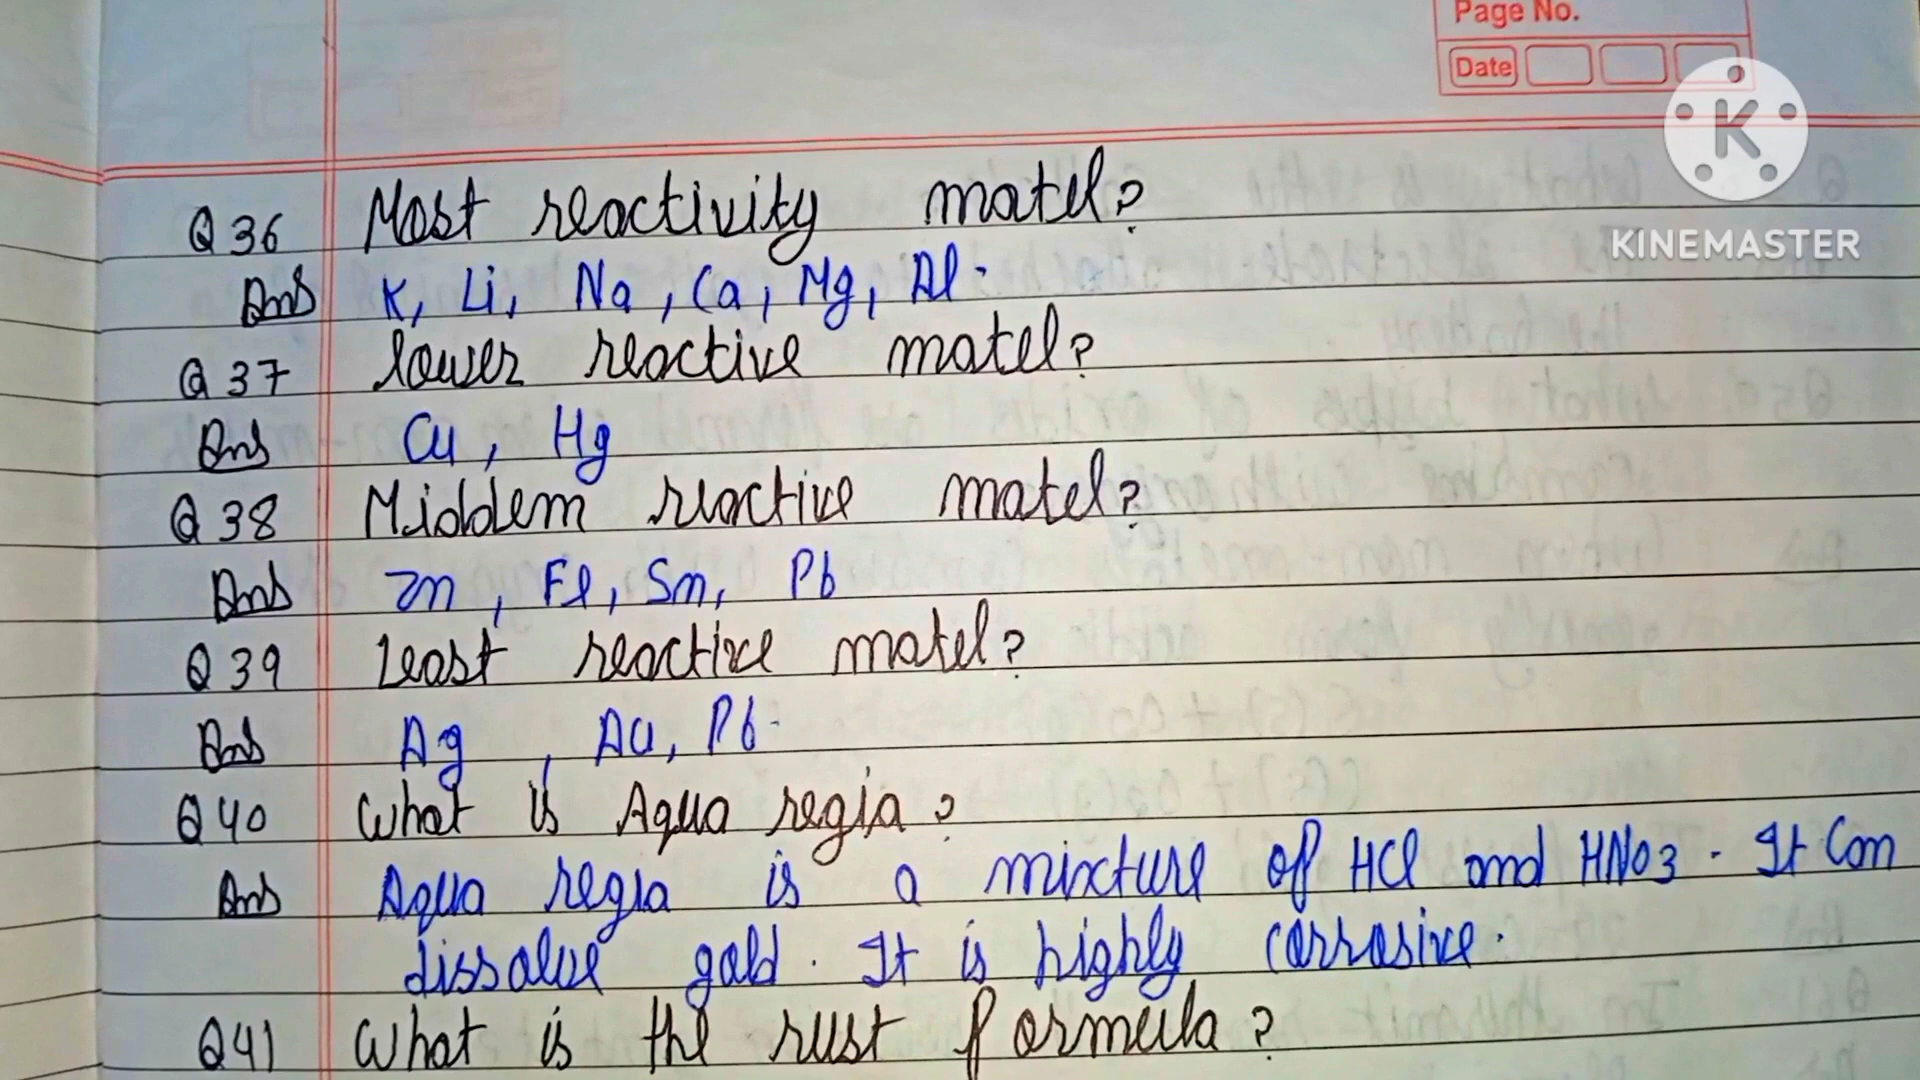 Page No.
Date
K
KINEMASTER
Q 36 Most reactivity matel?
Ans K, Li, Na, Ca, Mg, Al.
Q 37 lower reactive matel?
Ans Cu, Hg
Q 38 Middem reactive matel?
Ans Zn, Fe, Sn, Pb
Q 39 Least reactive matel?
Ans Ag, Au, Pb.
Q 40 What is Aqua regia?
Ans Aqua regia is a mixture of HCl and HNO3. It Can
dissolve gold. It is highly corrosive.
Q 41 What is the rust formula?